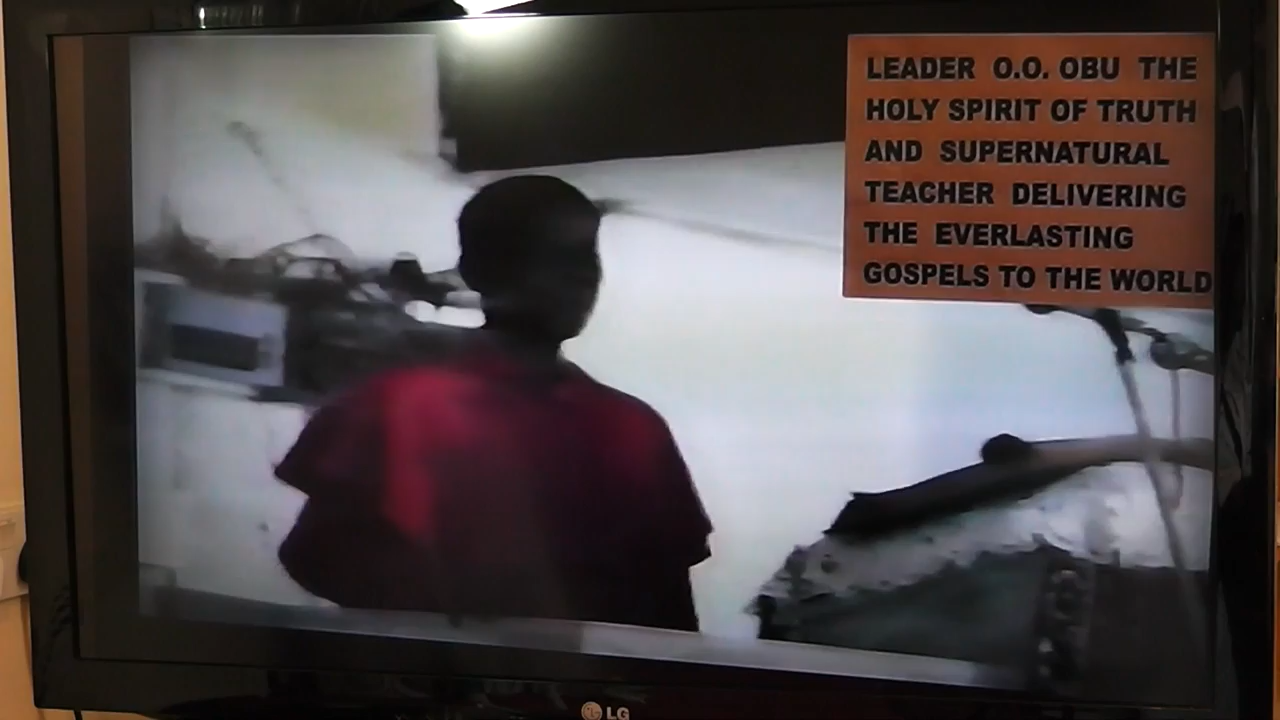 LEADER O.O. OBU THE
HOLY SPIRIT OF TRUTH
AND SUPERNATURAL
TEACHER DELIVERING
THE EVERLASTING
GOSPELS TO THE WORLD
LG